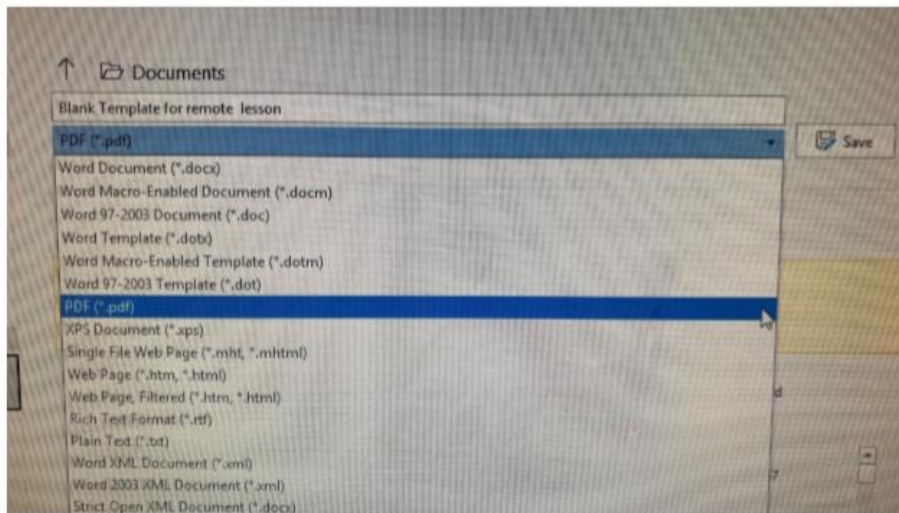 Documents
Blank Template for remote lesson
PDF (*.pdf)
Save
Word Document (*.docx)
Word Macro-Enabled Document (*.docm)
Word 97-2003 Document (*.doc)
Word Template (*.dotx)
Word Macro-Enabled Template (*.dotm)
Word 97-2003 Template (*.dot)
PDF (*.pdf)
XPS Document (*.xps)
Single File Web Page (*.mht, *.mhtml)
Web Page (*.htm, *.html)
Web Page, Filtered (*.htm, *.html)
Rich Text Format (*.rtf)
Plain Text (*.txt)
Word XML Document (*.xml)
Word 2003 XML Document (*.xml)
Strict Open XML Document (*.docx)